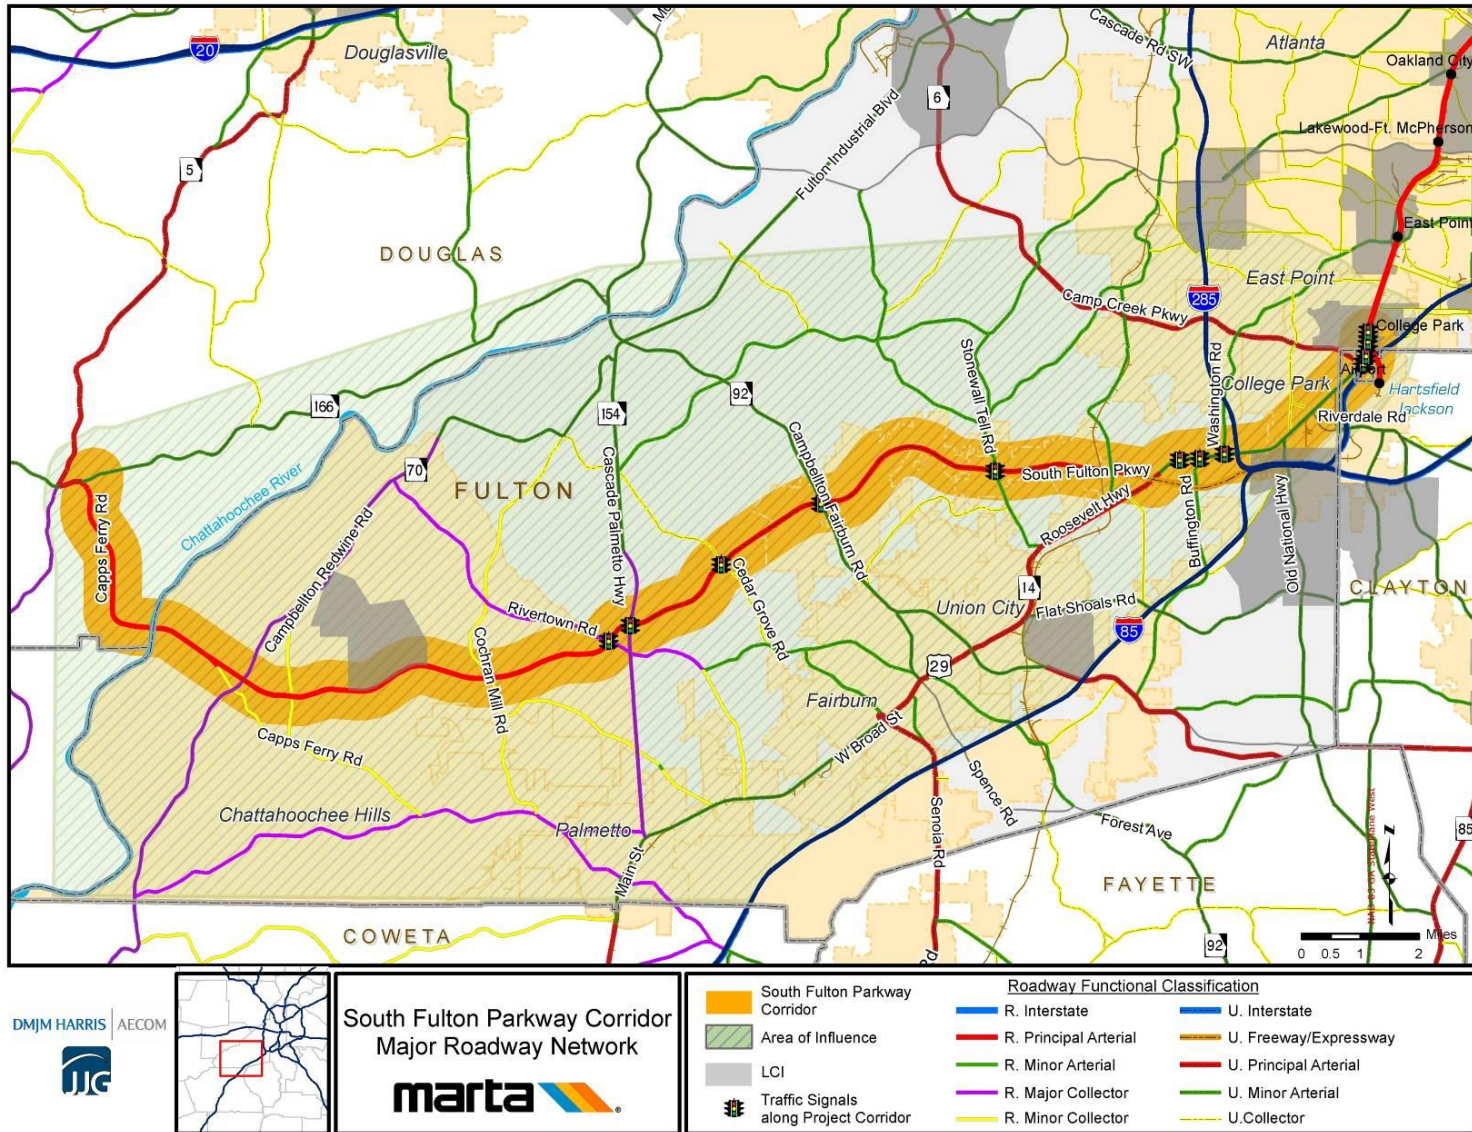 Cascade Rd SW
Atlanta
Oakland City
20
Douglasville
6
Lakewood-Ft. McPherson
Fulton Industrial Blvd
5
East Point
DOUGLAS
East Point
285
Camp Creek Pkwy
College Park
Airport
Washington Rd
College Park
Hartsfield
Jackson
Stonewall Tell Rd
92
166
154
Riverdale Rd
Campbellton Fairburn Rd
70
Cascade Palmetto Hwy
South Fulton Pkwy
FULTON
Chattahoochee River
Roosevelt Hwy
Buffington Rd
Old National Hwy
Capps Ferry Rd
Campbellton Redwine Rd
Cedar Grove Rd
14
CLAYTON
Union City
Flat Shoals Rd
Rivertown Rd
85
Cochran Mill Rd
29
Fairburn
W Broad St
Capps Ferry Rd
Spence Rd
Chattahoochee Hills
Palmetto
Senoia Rd
Forest Ave
85
Main St
FAYETTE
COWETA
92
Rd
N
Miles
0 0.5 1 2
DMJM HARRIS | AECOM
JJG
South Fulton Parkway Corridor
Major Roadway Network
marta
South Fulton Parkway
Corridor
Area of Influence
LCI
Traffic Signals
along Project Corridor
Roadway Functional Classification
R. Interstate
R. Principal Arterial
R. Minor Arterial
R. Major Collector
R. Minor Collector
U. Interstate
U. Freeway/Expressway
U. Principal Arterial
U. Minor Arterial
U.Collector